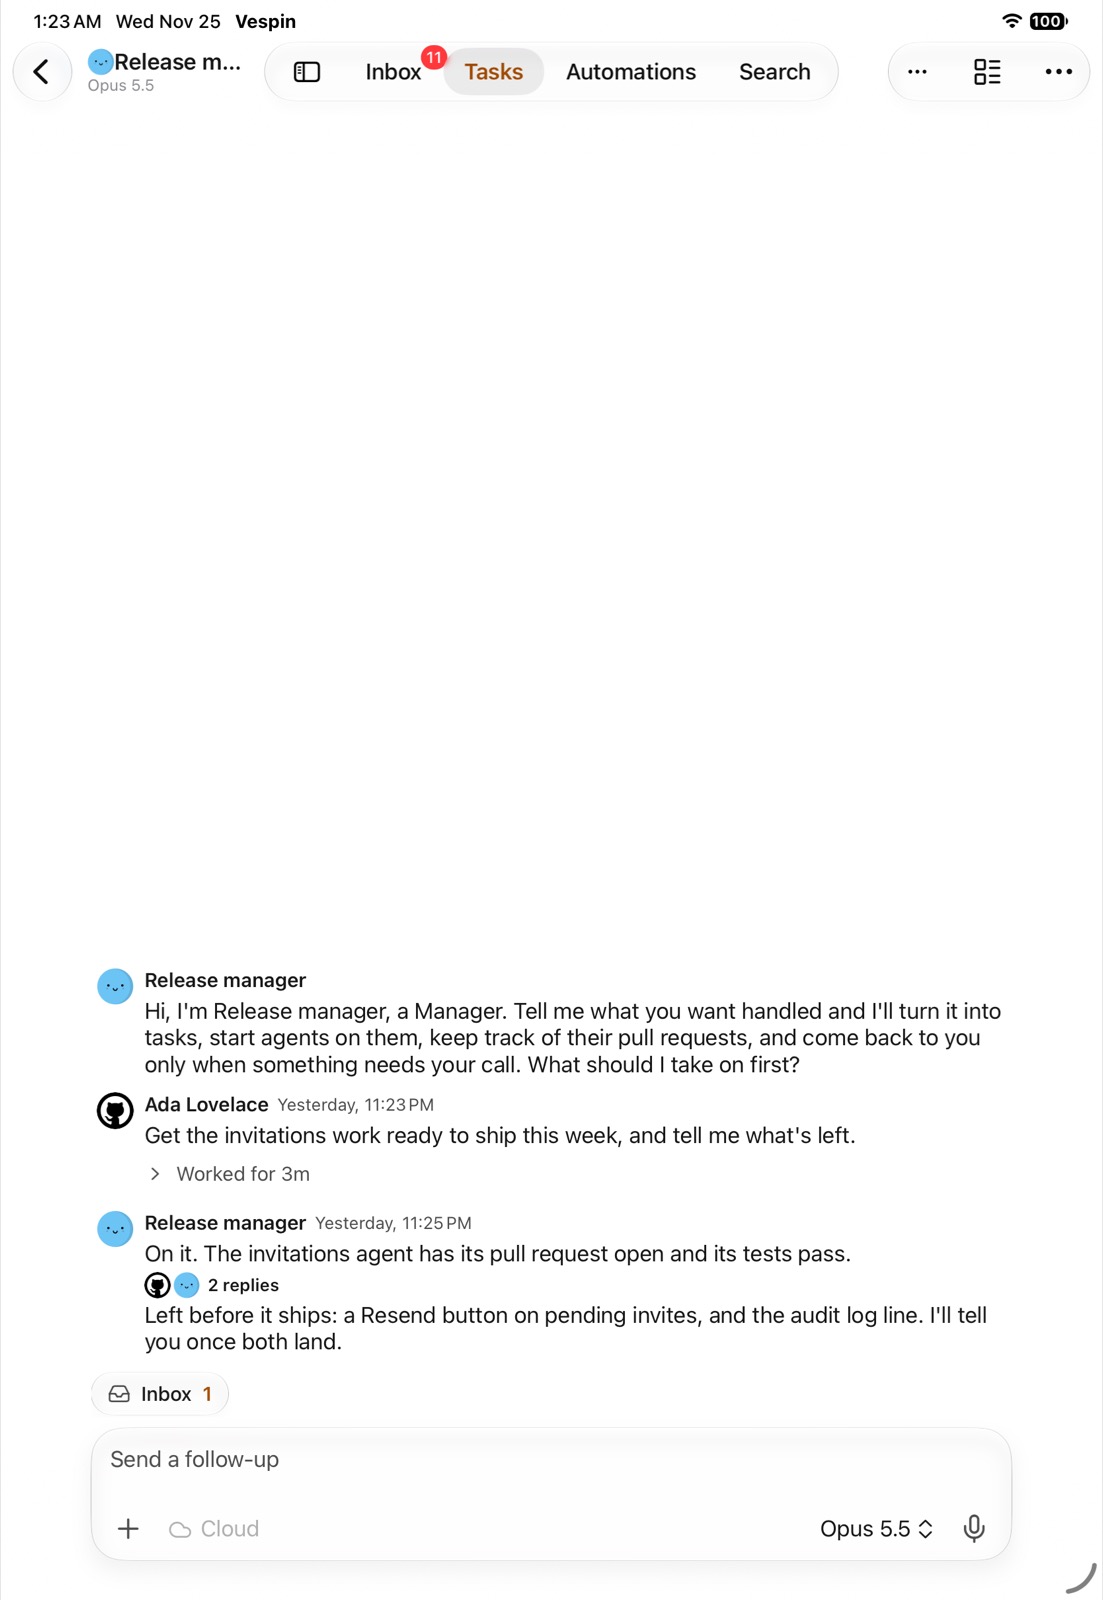 1:23 AM Wed Nov 25 Vespin
100
Release m...
Opus 5.5
Inbox
11
Tasks
Automations
Search
Release manager
Hi, I'm Release manager, a Manager. Tell me what you want handled and I'll turn it into
tasks, start agents on them, keep track of their pull requests, and come back to you
only when something needs your call. What should I take on first?
Ada Lovelace Yesterday, 11:23 PM
Get the invitations work ready to ship this week, and tell me what's left.
Worked for 3m
Release manager Yesterday, 11:25 PM
On it. The invitations agent has its pull request open and its tests pass.
2 replies
Left before it ships: a Resend button on pending invites, and the audit log line. I'll tell
you once both land.
Inbox 1
Send a follow-up
Cloud
Opus 5.5